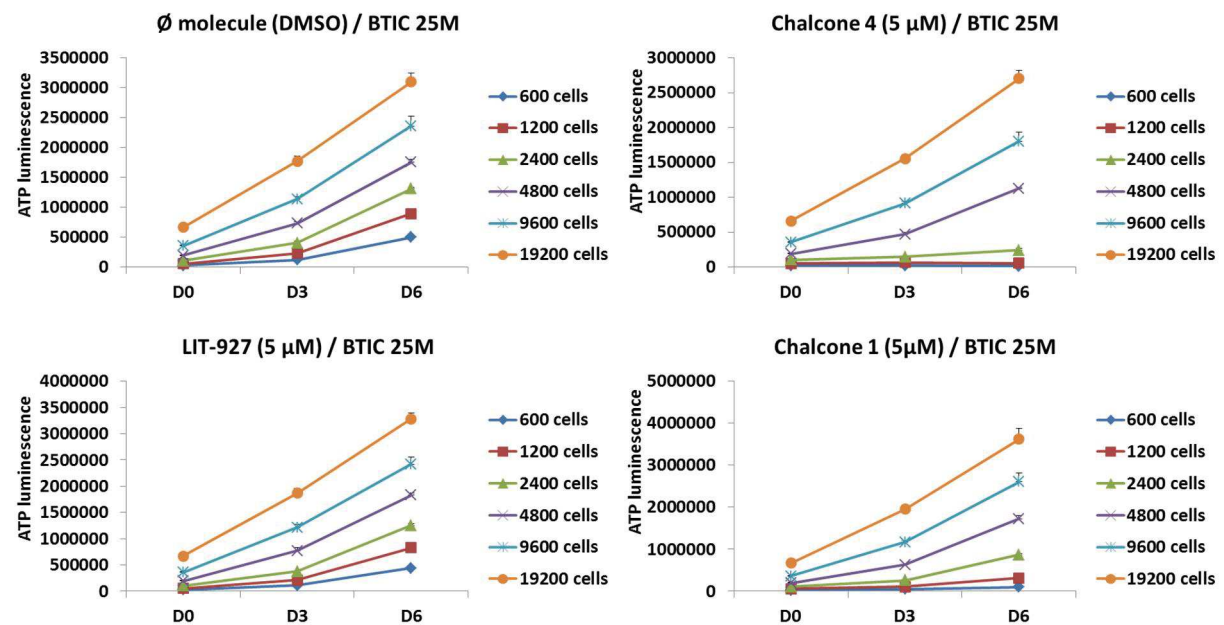 Ø molecule (DMSO) / BTIC 25M
ATP luminescence
3500000
3000000
2500000
2000000
1500000
1000000
500000
0
D0 D3 D6
600 cells
1200 cells
2400 cells
4800 cells
9600 cells
19200 cells
Chalcone 4 (5 µM) / BTIC 25M
ATP luminescence
3000000
2500000
2000000
1500000
1000000
500000
0
D0 D3 D6
600 cells
1200 cells
2400 cells
4800 cells
9600 cells
19200 cells
LIT-927 (5 µM) / BTIC 25M
ATP luminescence
4000000
3500000
3000000
2500000
2000000
1500000
1000000
500000
0
D0 D3 D6
600 cells
1200 cells
2400 cells
4800 cells
9600 cells
19200 cells
Chalcone 1 (5µM) / BTIC 25M
ATP luminescence
5000000
4000000
3000000
2000000
1000000
0
D0 D3 D6
600 cells
1200 cells
2400 cells
4800 cells
9600 cells
19200 cells